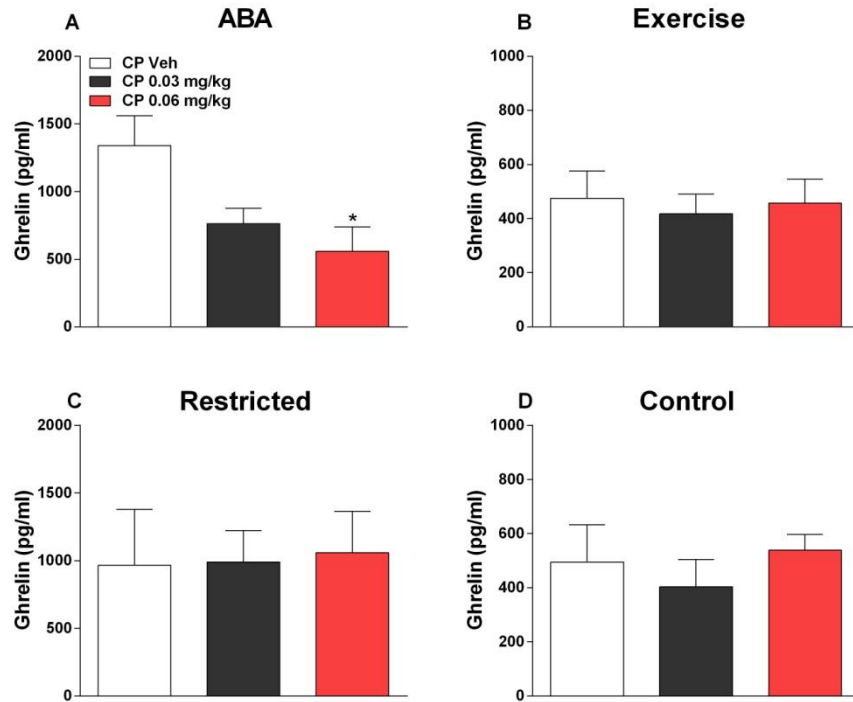 A
ABA
Ghrelin (pg/ml)
2000
1500
1000
500
0
CP Veh
CP 0.03 mg/kg
CP 0.06 mg/kg
*
B
Exercise
Ghrelin (pg/ml)
1000
800
600
400
200
0
C
Restricted
Ghrelin (pg/ml)
2000
1500
1000
500
0
D
Control
Ghrelin (pg/ml)
1000
800
600
400
200
0